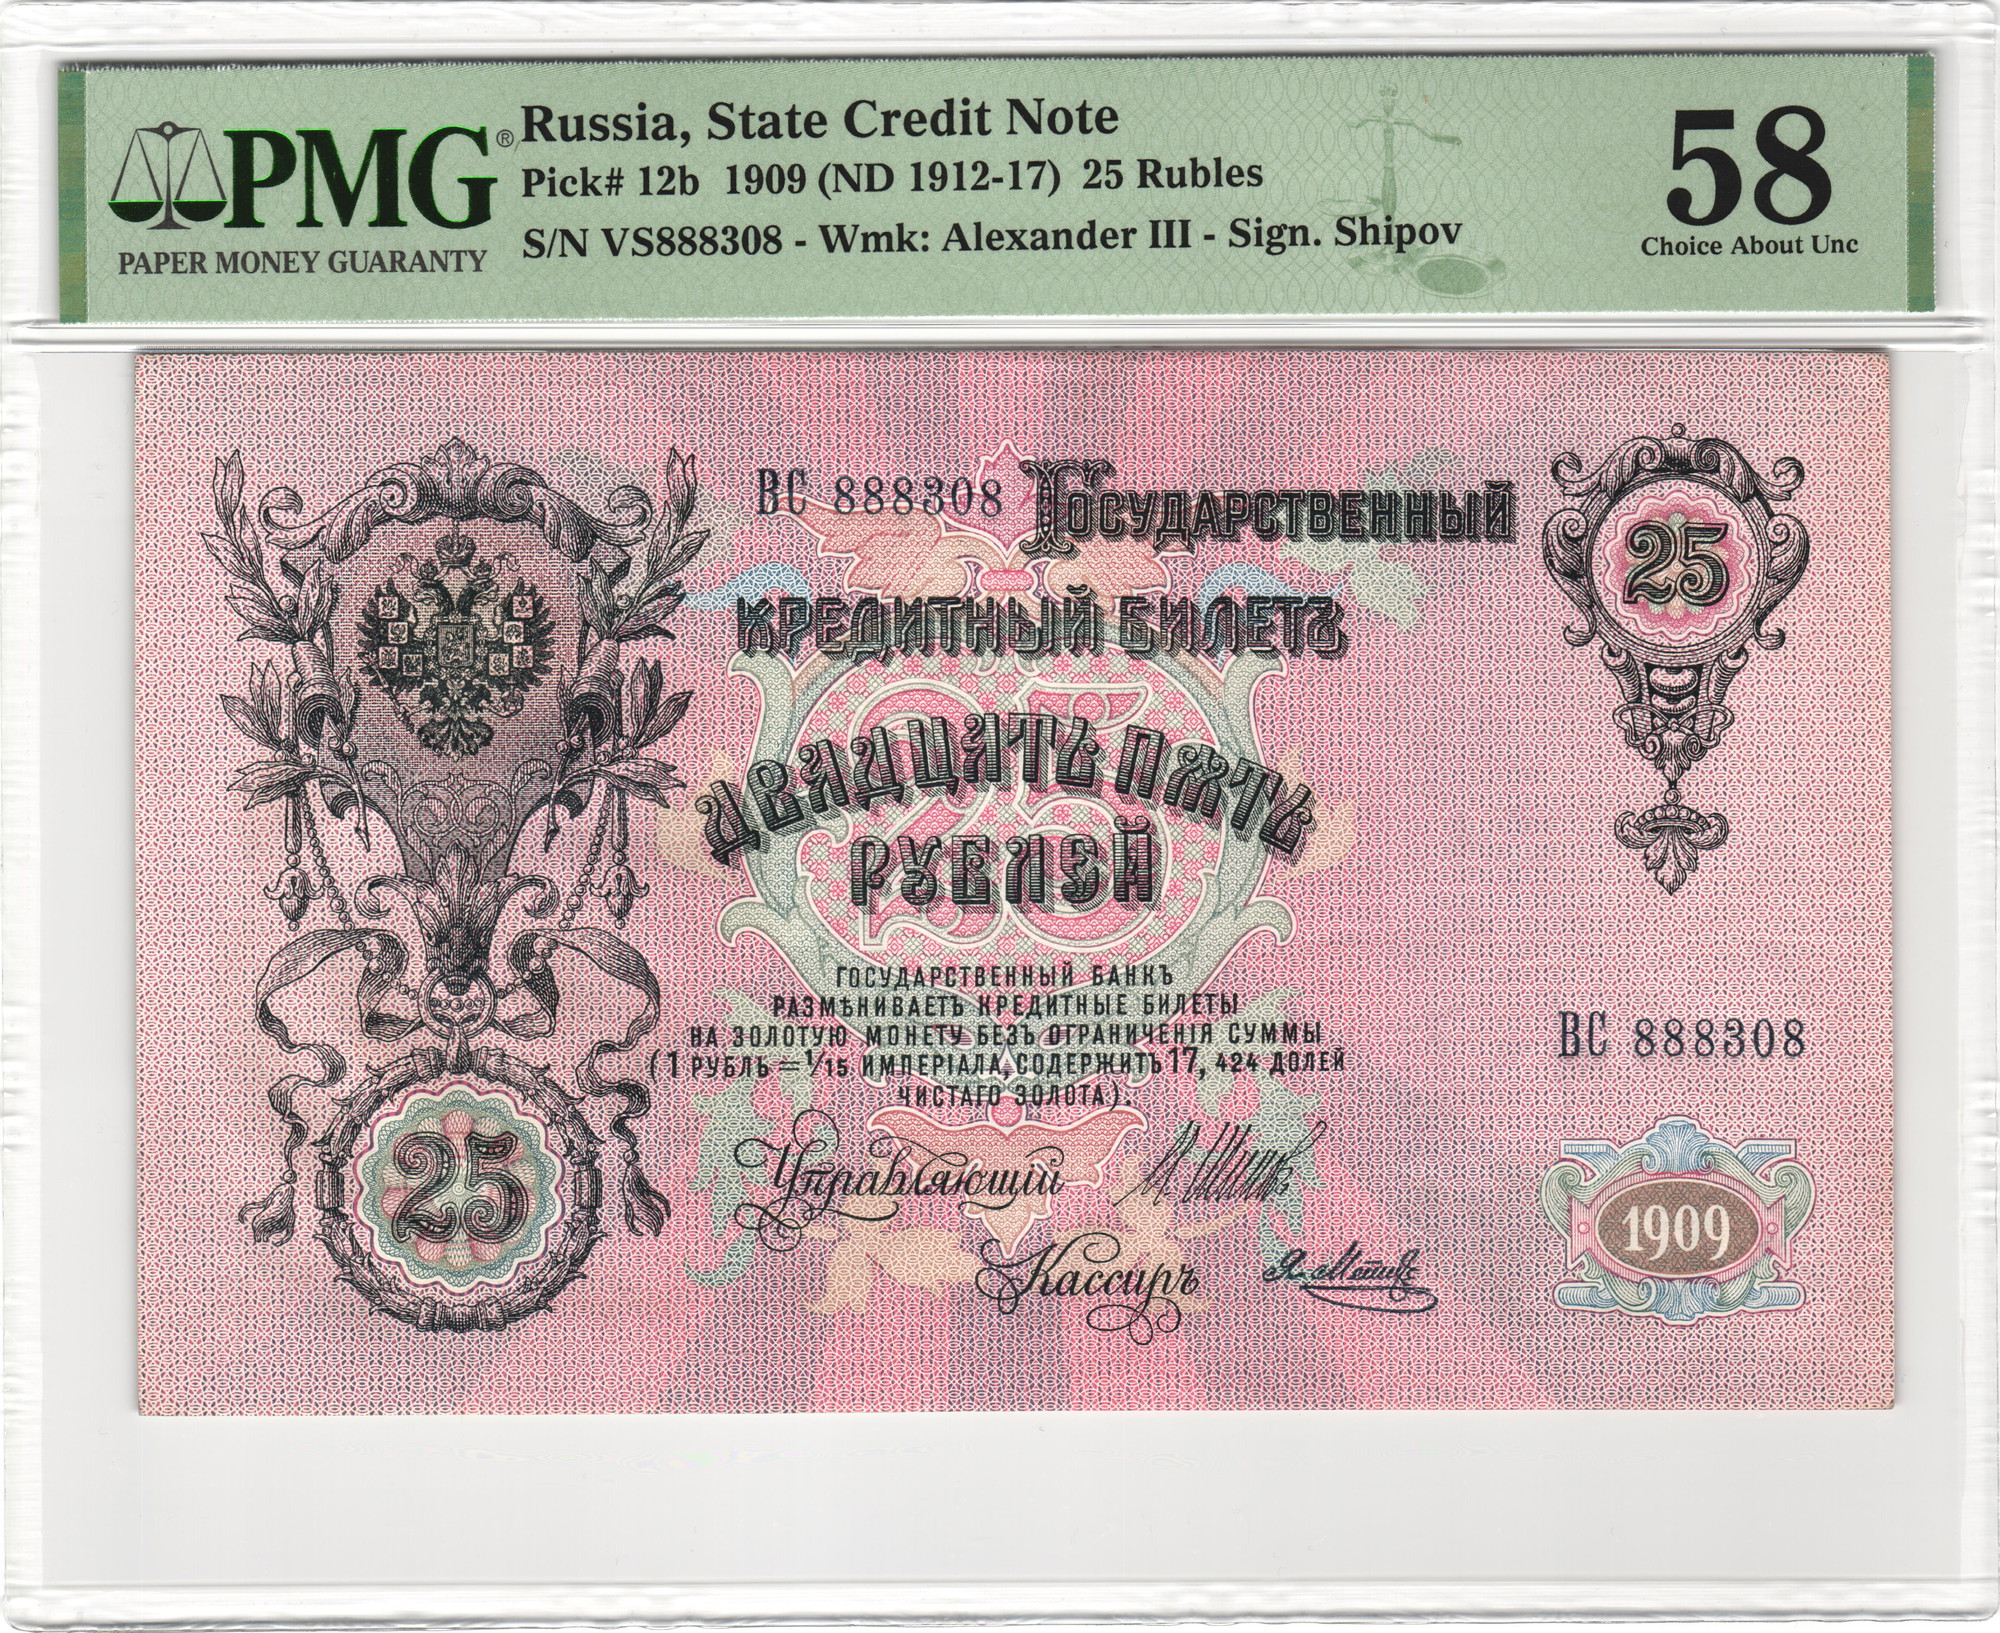 PMG®
PAPER MONEY GUARANTY
Russia, State Credit Note
Pick# 12b 1909 (ND 1912-17) 25 Rubles
S/N VS888308 - Wmk: Alexander III - Sign. Shipov
58
Choice About Unc
ВС 888308
ГОСУДАРСТВЕННЫЙ
КРЕДИТНЫЙ БИЛЕТЪ
25
25
ДВАДЦАТЬ ПЯТЬ
РУБЛЕЙ
ГОСУДАРСТВЕННЫЙ БАНКЪ
РАЗМѢНИВАЕТЪ КРЕДИТНЫЕ БИЛЕТЫ
НА ЗОЛОТУЮ МОНЕТУ БЕЗЪ ОГРАНИЧЕНІЯ СУММЫ
(1 РУБЛЬ = 1/15 ИМПЕРІАЛА, СОДЕРЖИТЪ 17, 424 ДОЛЕЙ
ЧИСТАГО ЗОЛОТА).
ВС 888308
Управляющій
25
Кассиръ
1909